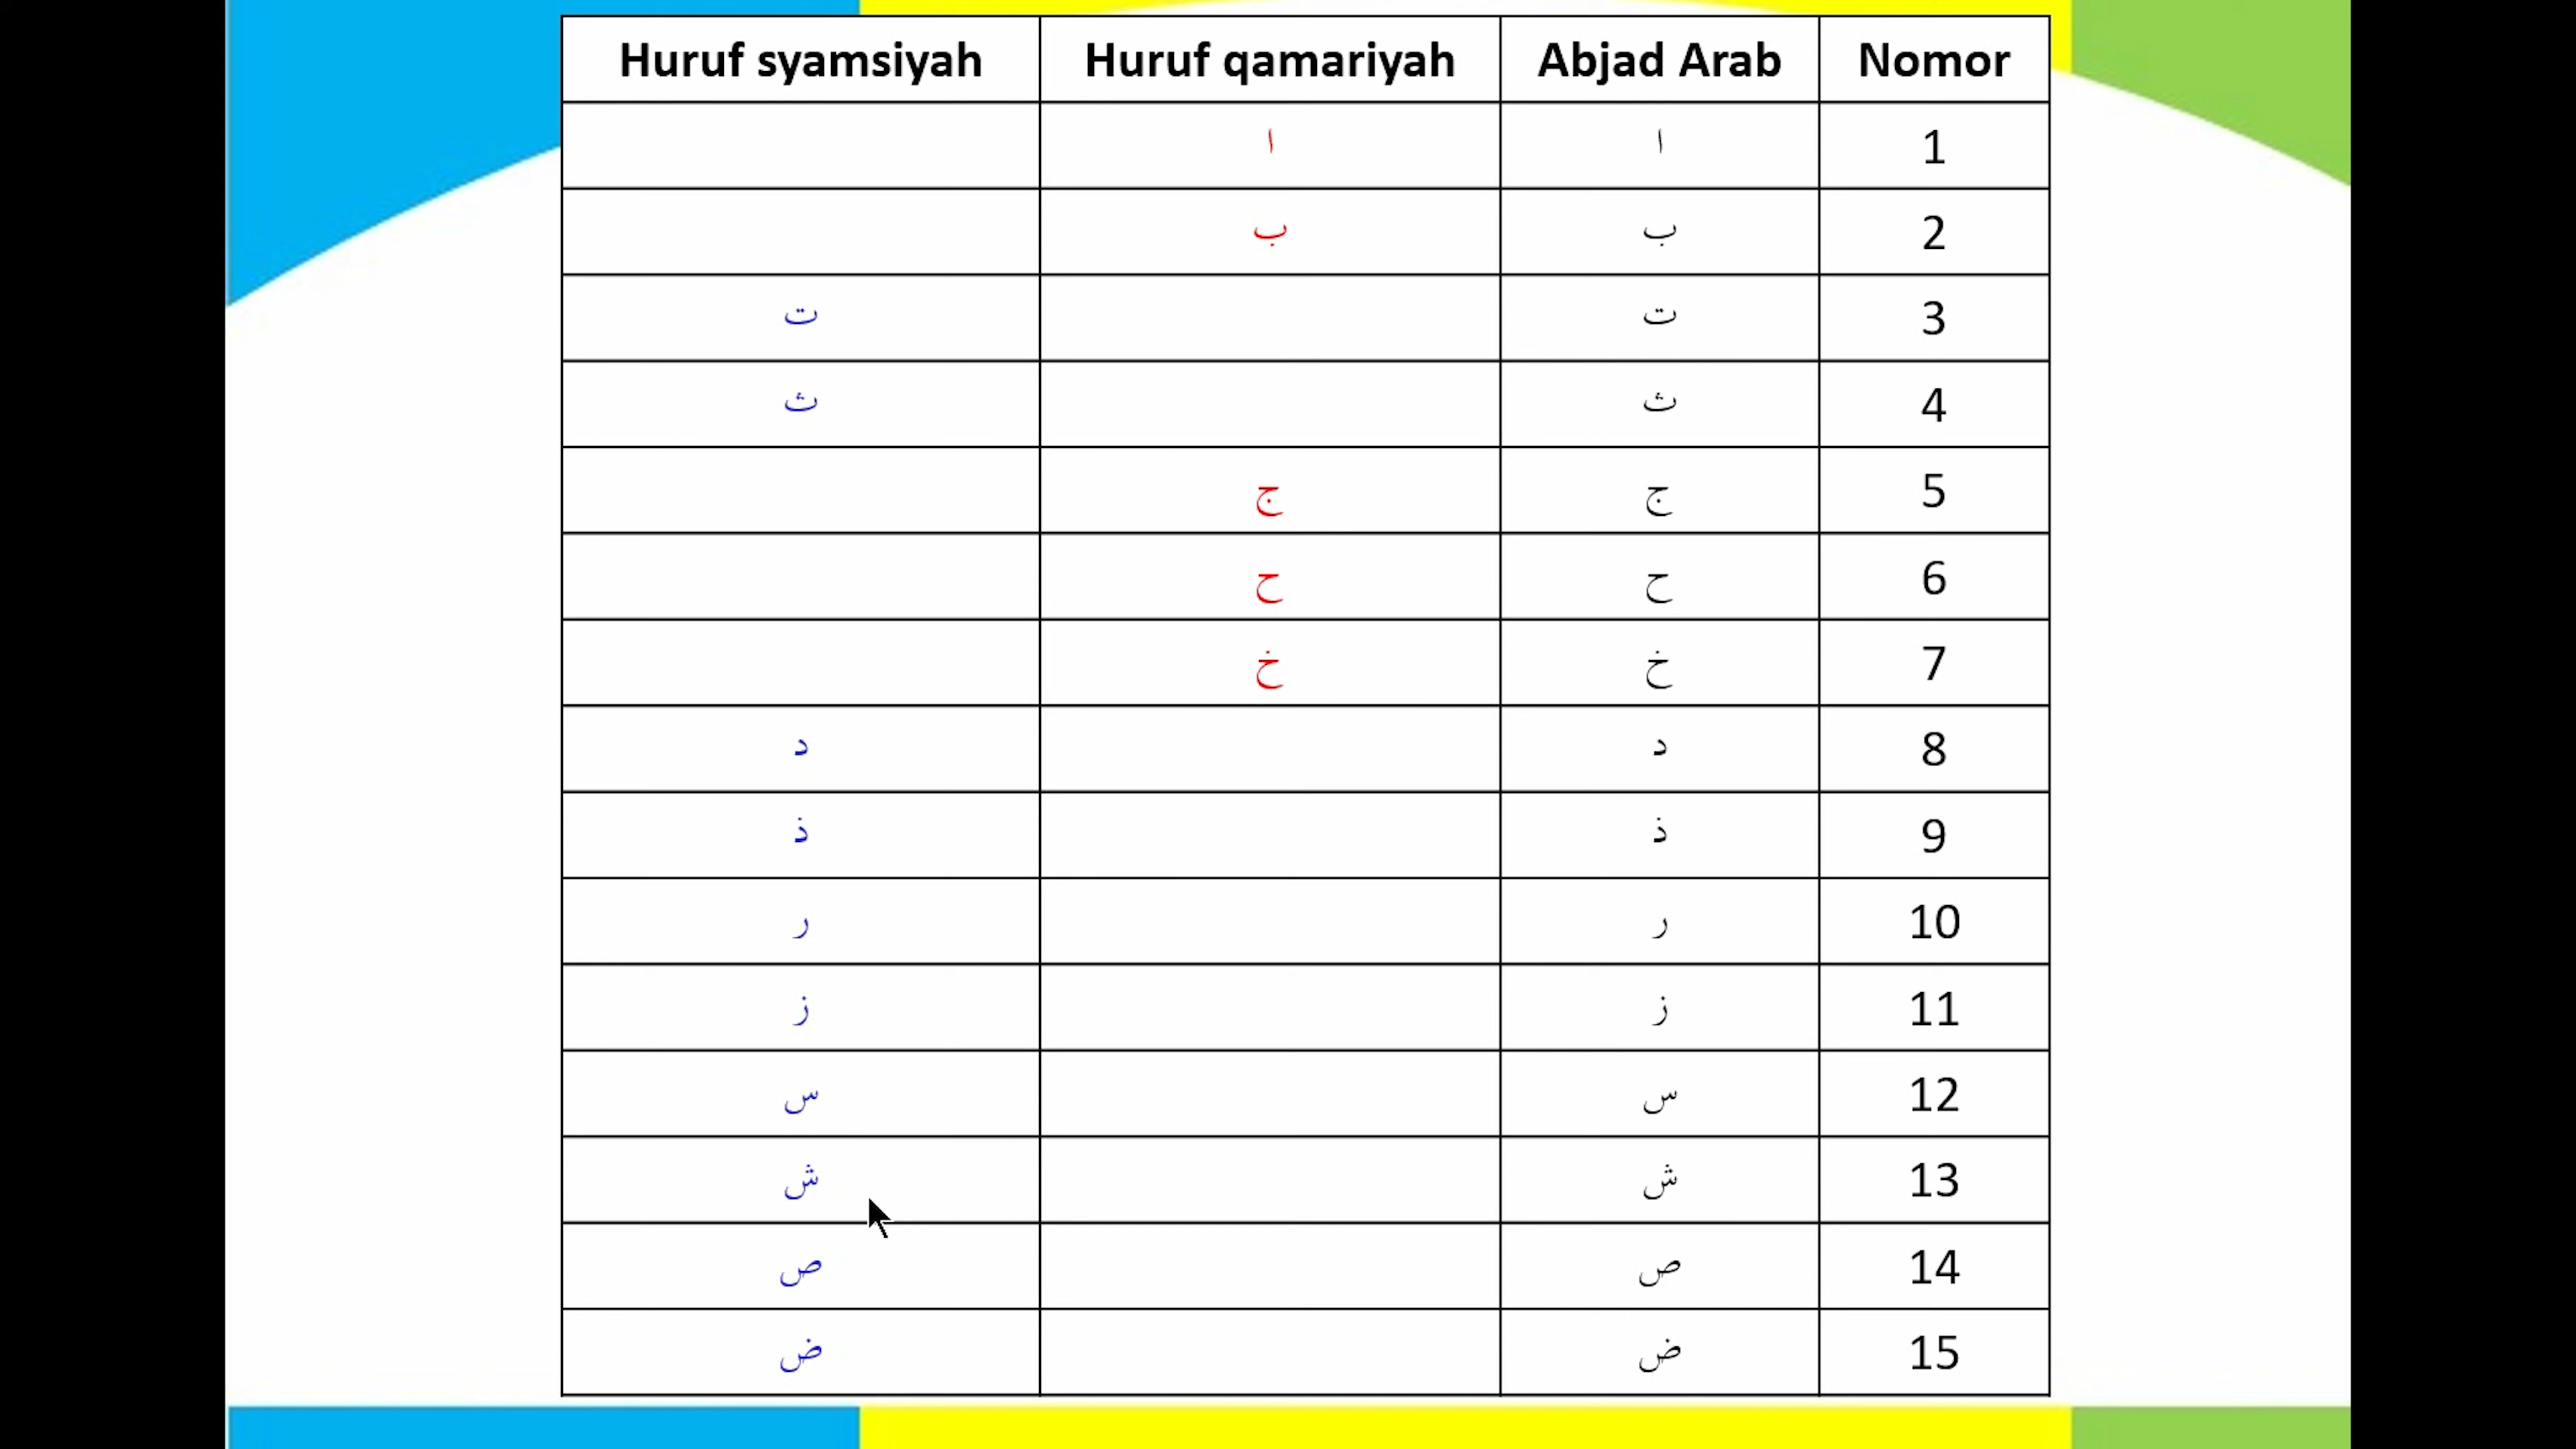 Huruf syamsiyah Huruf qamariyah Abjad Arab Nomor
ا ا 1
ب ب 2
ت ت 3
ث ث 4
ج ج 5
ح ح 6
خ خ 7
د د 8
ذ ذ 9
ر ر 10
ز ز 11
س س 12
ش ش 13
ص ص 14
ض ض 15